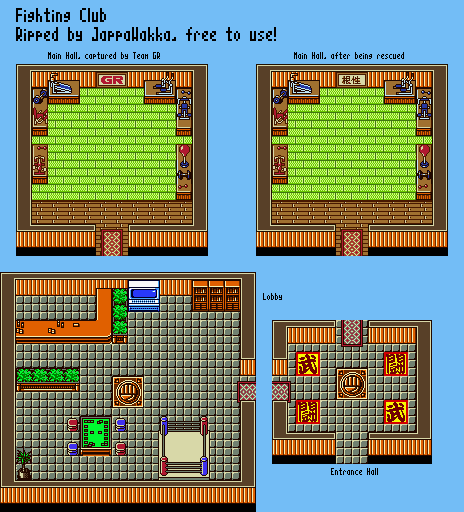 Fighting Club
Ripped by JappaWakka, free to use!
Main Hall, captured by Team GR
Main Hall, after being rescued
GR
根性
Lobby
武
闘
闘
武
Entrance Hall